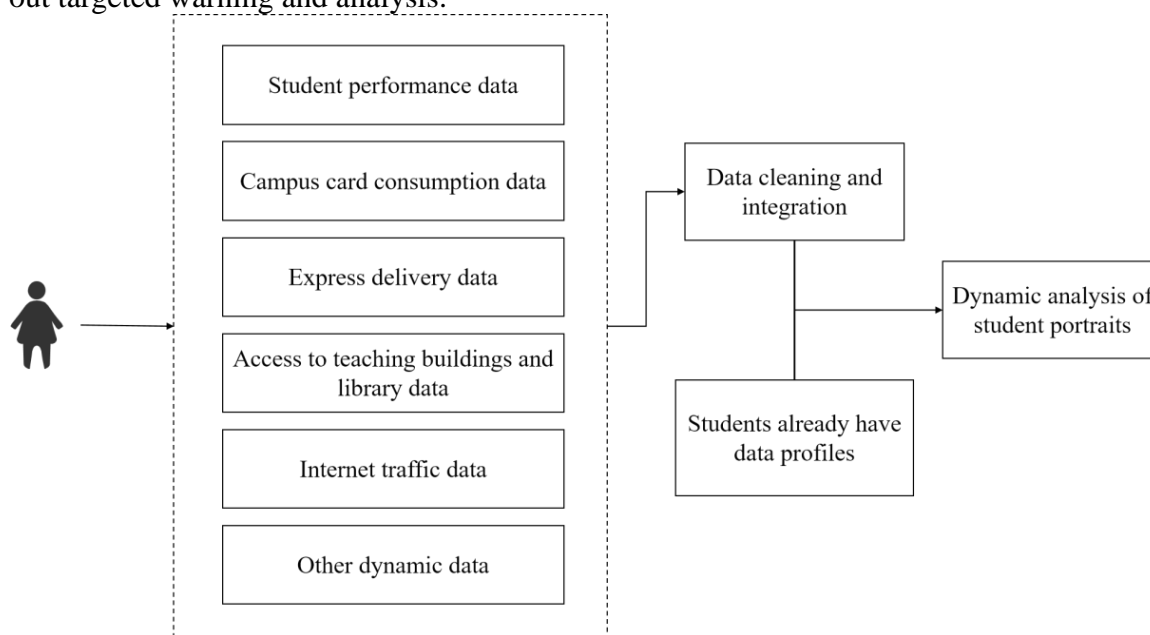 out targeted warning and analysis.
Student performance data
Campus card consumption data
Express delivery data
Access to teaching buildings and
library data
Internet traffic data
Other dynamic data
Data cleaning and
integration
Students already have
data profiles
Dynamic analysis of
student portraits